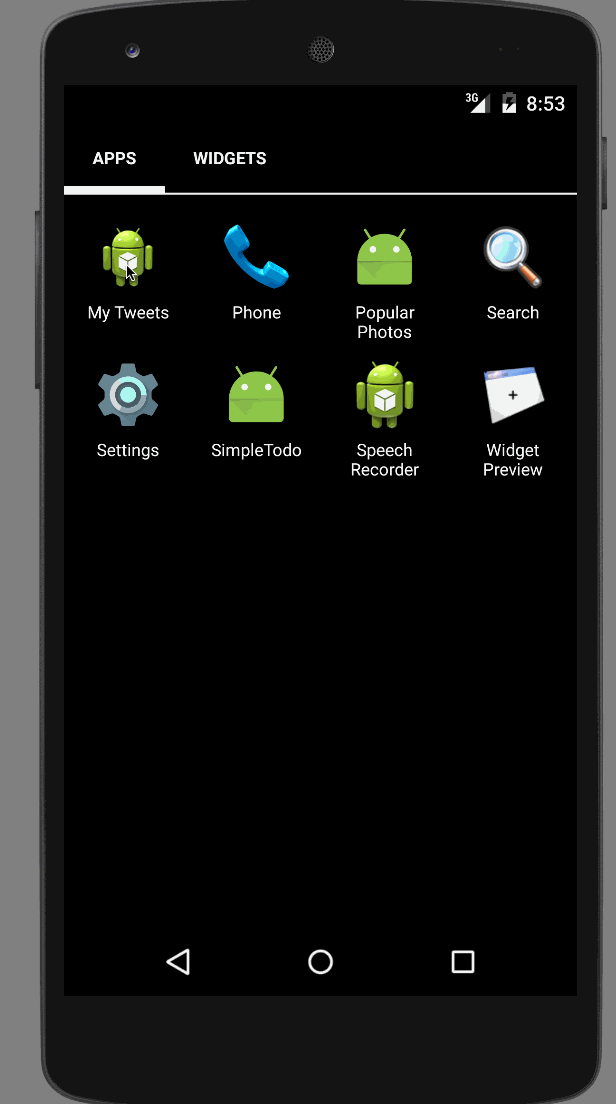 3G 8:53
APPS WIDGETS
My Tweets Phone Popular Photos Search
Settings SimpleTodo Speech Recorder Widget Preview